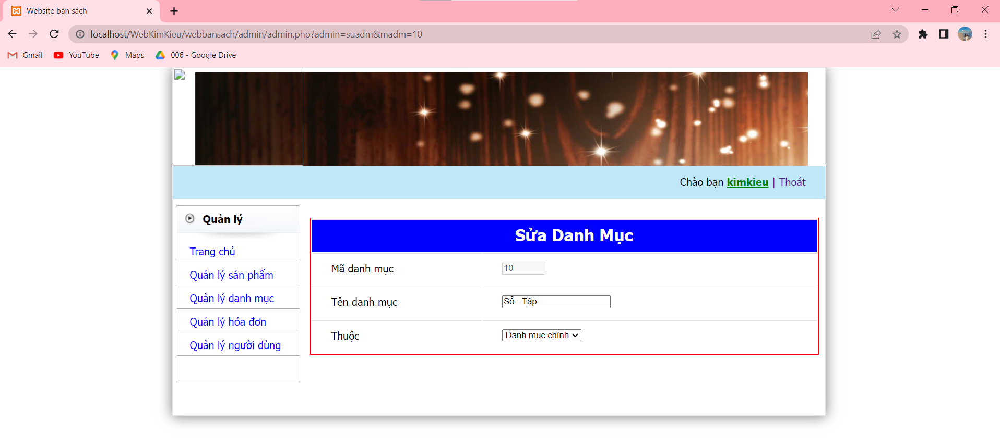 Website bán sách
localhost/WebKimKieu/webbansach/admin/admin.php?admin=suadm&madm=10
Gmail YouTube Maps 006 - Google Drive
Chào bạn kimkieu | Thoát
Quản lý
Trang chủ
Quản lý sản phẩm
Quản lý danh mục
Quản lý hóa đơn
Quản lý người dùng
Sửa Danh Mục
Mã danh mục 10
Tên danh mục Sổ - Tập
Thuộc Danh mục chính